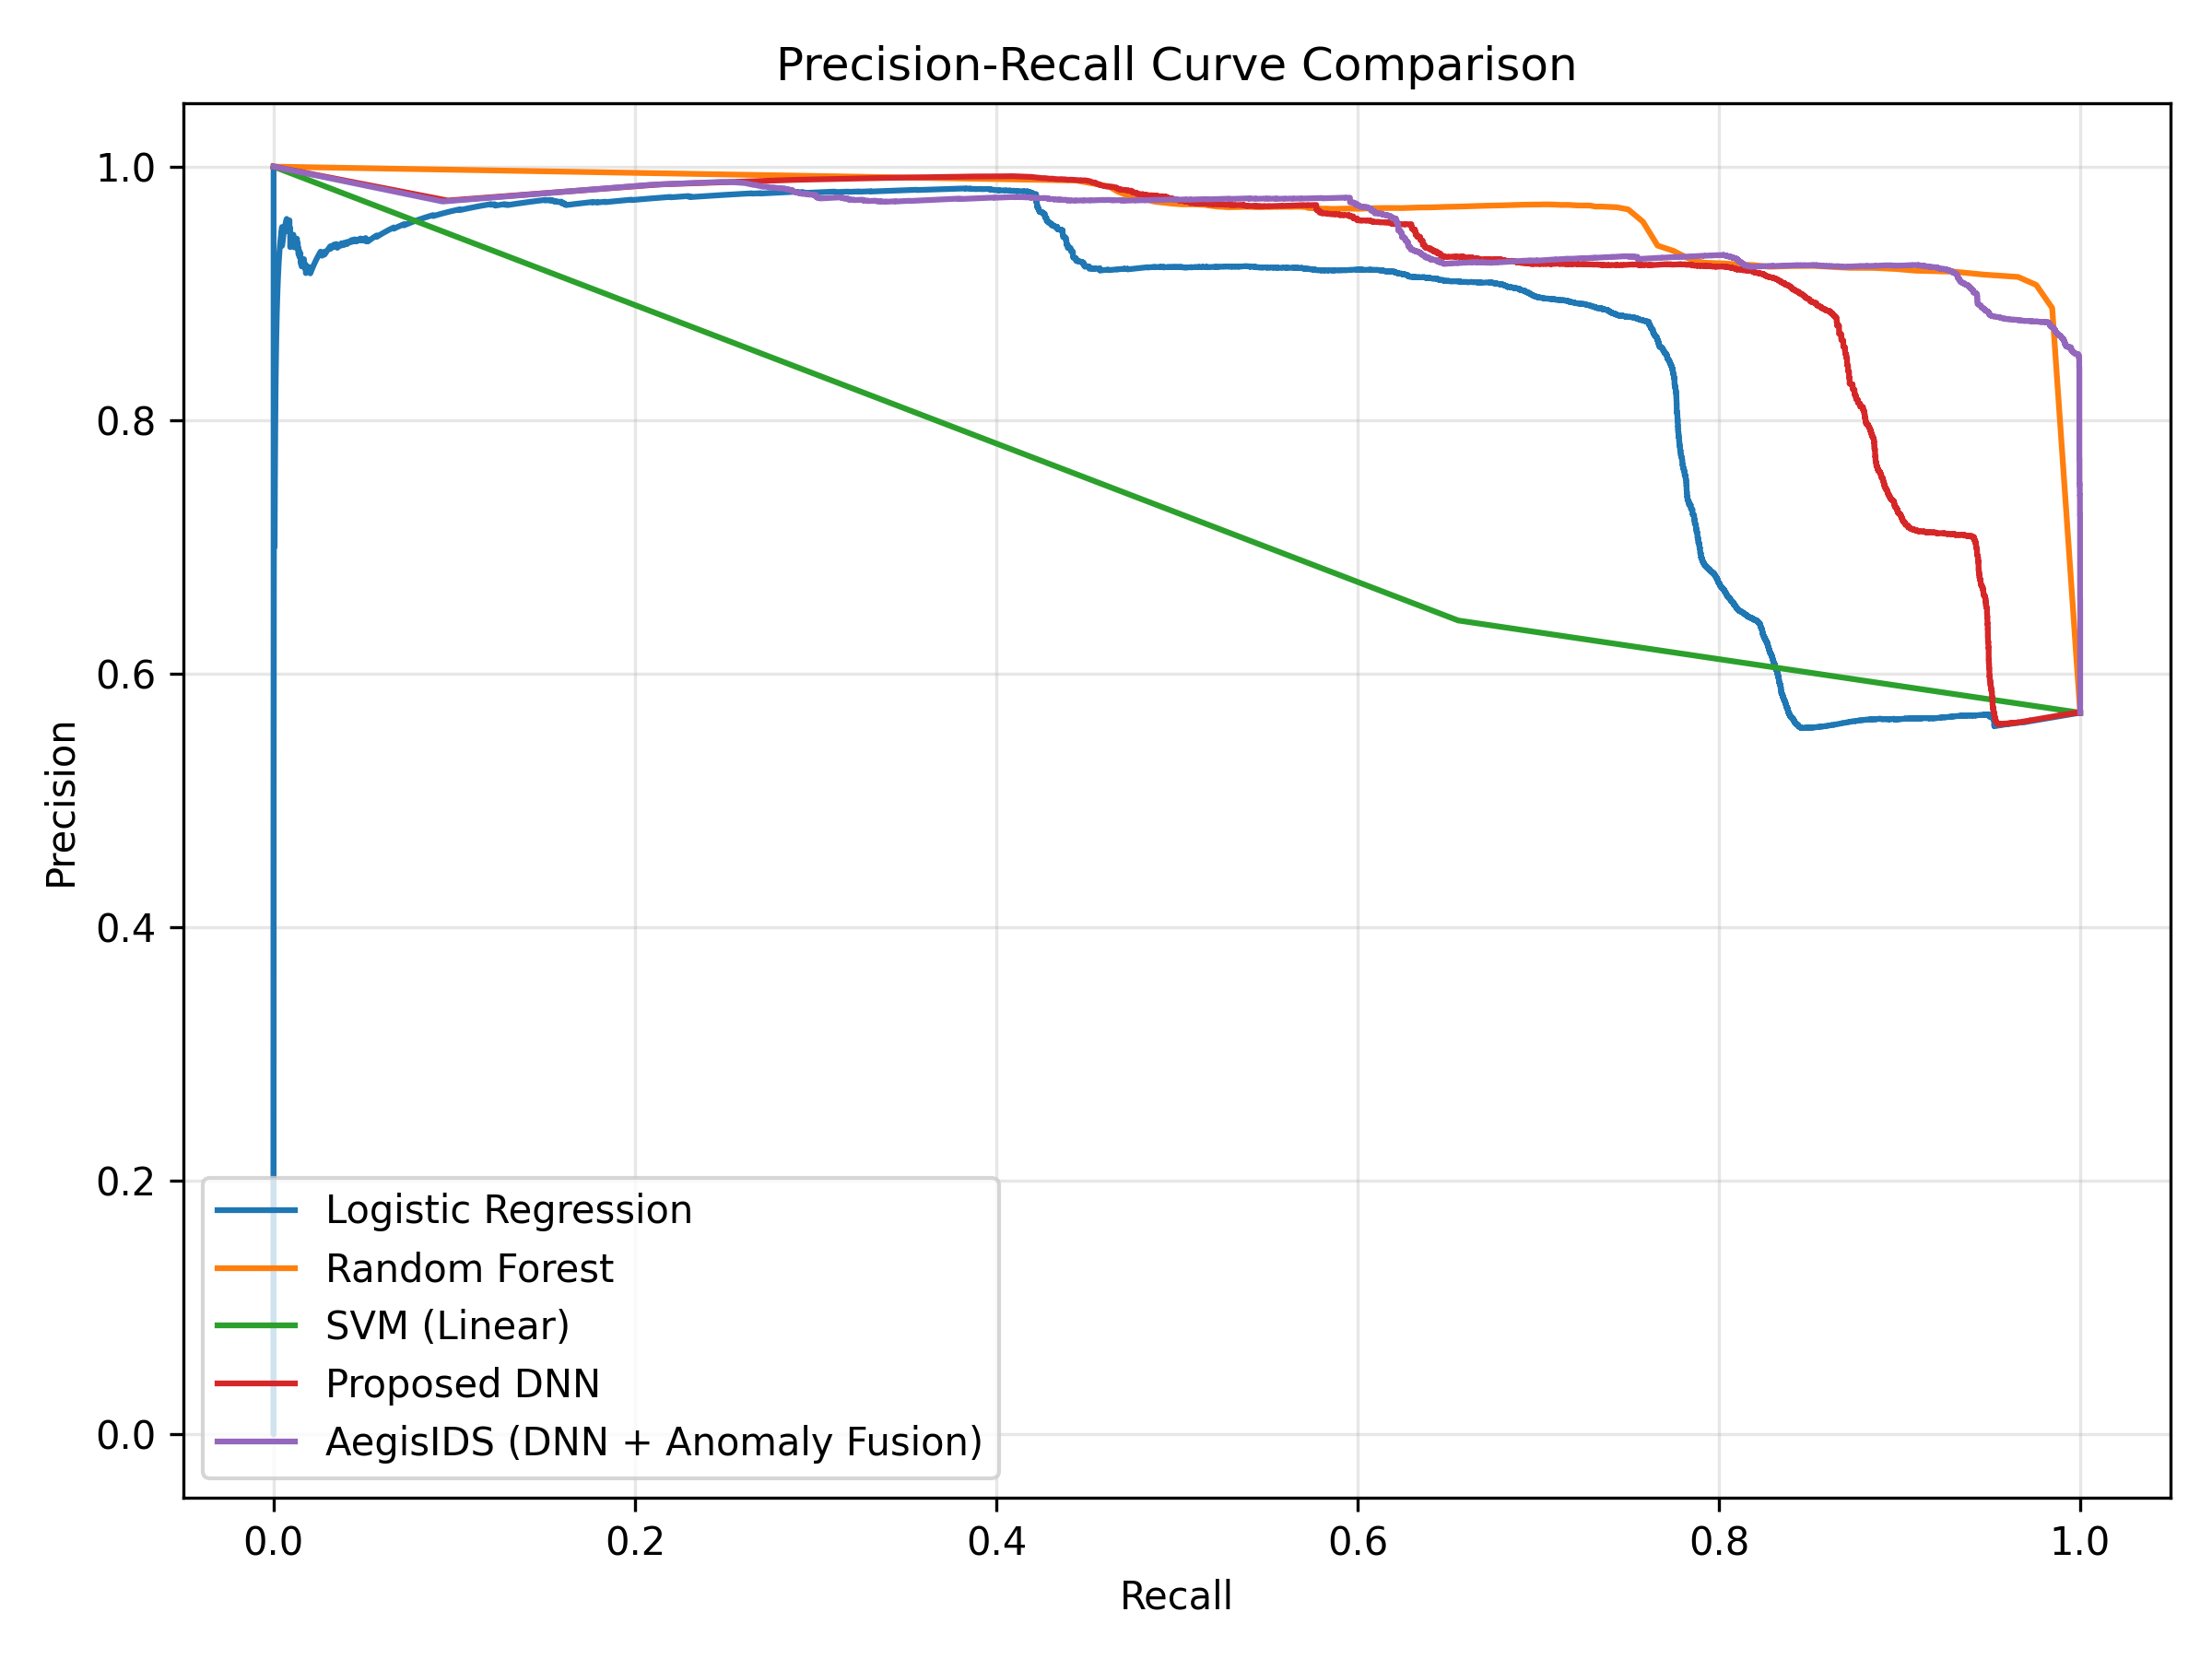 Precision-Recall Curve Comparison
Precision
1.0
0.8
0.6
0.4
0.2
0.0
Logistic Regression
Random Forest
SVM (Linear)
Proposed DNN
AegisIDS (DNN + Anomaly Fusion)
0.0 0.2 0.4 0.6 0.8 1.0
Recall